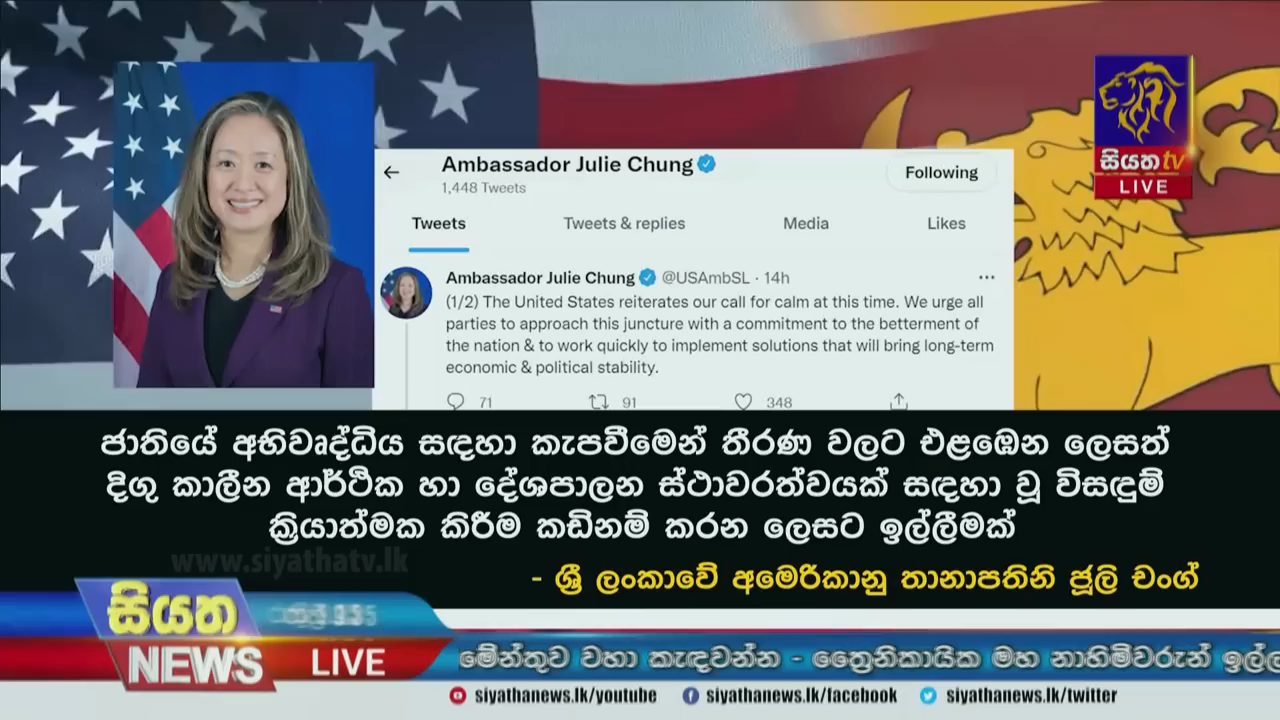 සියත tv
LIVE
Ambassador Julie Chung
1,448 Tweets
Following
Tweets
Tweets & replies
Media
Likes
Ambassador Julie Chung @USAmbSL · 14h
(1/2) The United States reiterates our call for calm at this time. We urge all
parties to approach this juncture with a commitment to the betterment of
the nation & to work quickly to implement solutions that will bring long-term
economic & political stability.
71 91 348
ජාතියේ අභිවෘද්ධිය සඳහා කැපවීමෙන් තීරණ වලට එළඹෙන ලෙසත්
දිගු කාලීන ආර්ථික හා දේශපාලන ස්ථාවරත්වයක් සඳහා වූ විසඳුම්
ක්‍රියාත්මක කිරීම කඩිනම් කරන ලෙසට ඉල්ලීමක්
www.siyathatv.lk
- ශ්‍රී ලංකාවේ අමෙරිකානු තානාපතිනි ජූලි චංග්
සියත
NEWS
LIVE
මේන්තුව වහා කැඳවන්න - ත්‍රෛනිකායික මහ නාහිමිවරුන් ඉල්ල
siyathanews.lk/youtube siyathanews.lk/facebook siyathanews.lk/twitter